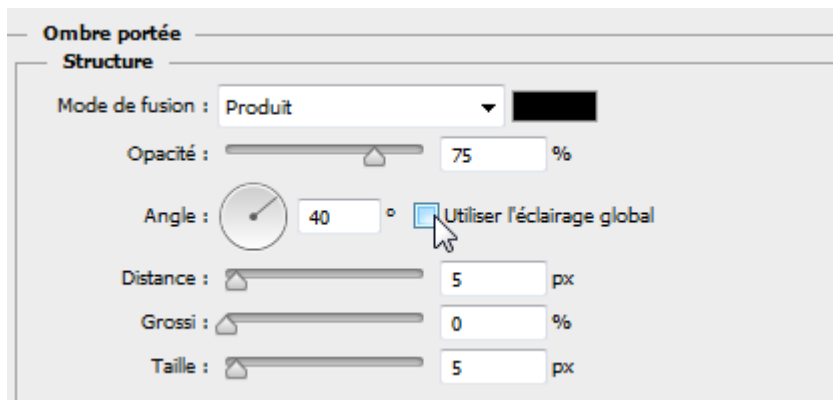 Ombre portée
Structure
Mode de fusion : Produit
Opacité : 75 %
Angle : 40 ° Utiliser l'éclairage global
Distance : 5 px
Grossi : 0 %
Taille : 5 px